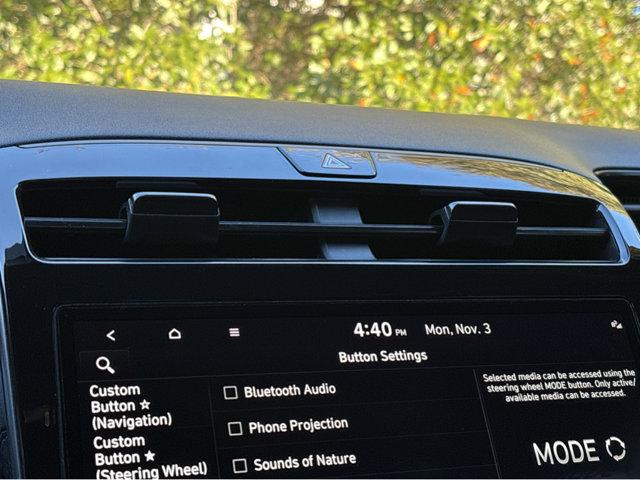 4:40 PM Mon, Nov. 3
Button Settings
Custom
Button ☆
(Navigation)
Custom
Button ★
(Steering Wheel)
Bluetooth Audio
Phone Projection
Sounds of Nature
Selected media can be accessed using the
steering wheel MODE button. Only active/
available media can be accessed.
MODE